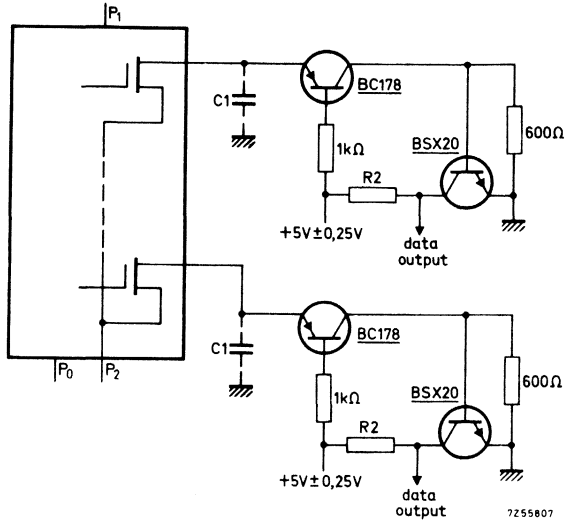 P1
C1
BC178
600Ω
1kΩ
BSX20
R2
+5V±0,25V
data
output
C1
BC178
600Ω
1kΩ
BSX20
R2
P0
P2
+5V±0,25V
data
output
7Z55807